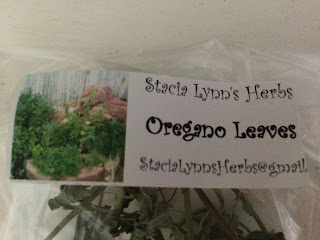 Stacia Lynn's Herbs
Oregano Leaves
StaciaLynnsHerbs@gmail